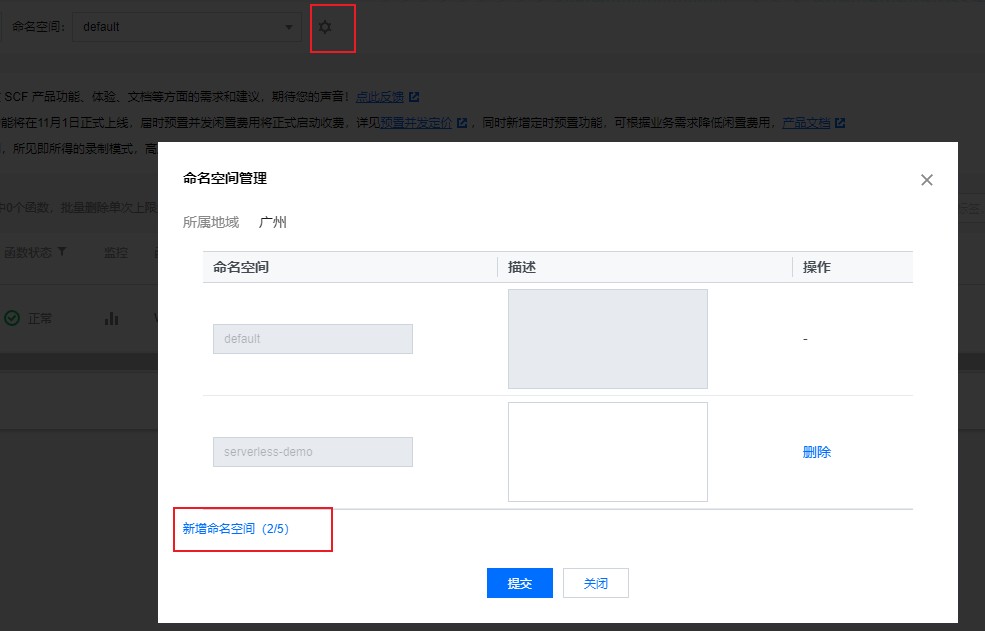 命名空间: default
SCF 产品功能、体验、文档等方面的需求和建议，期待您的声音！点此反馈
能将在11月1日正式上线，届时预置并发闲置费用将正式启动收费，详见预置并发定价，同时新增定时预置功能，可根据业务需求降低闲置费用，产品文档
，所见即所得的录制模式，高
命名空间管理
所属地域 广州
中0个函数，批量删除单次上限
函数状态 监控
命名空间 描述 操作
正常
default -
serverless-demo 删除
新增命名空间（2/5）
提交 关闭